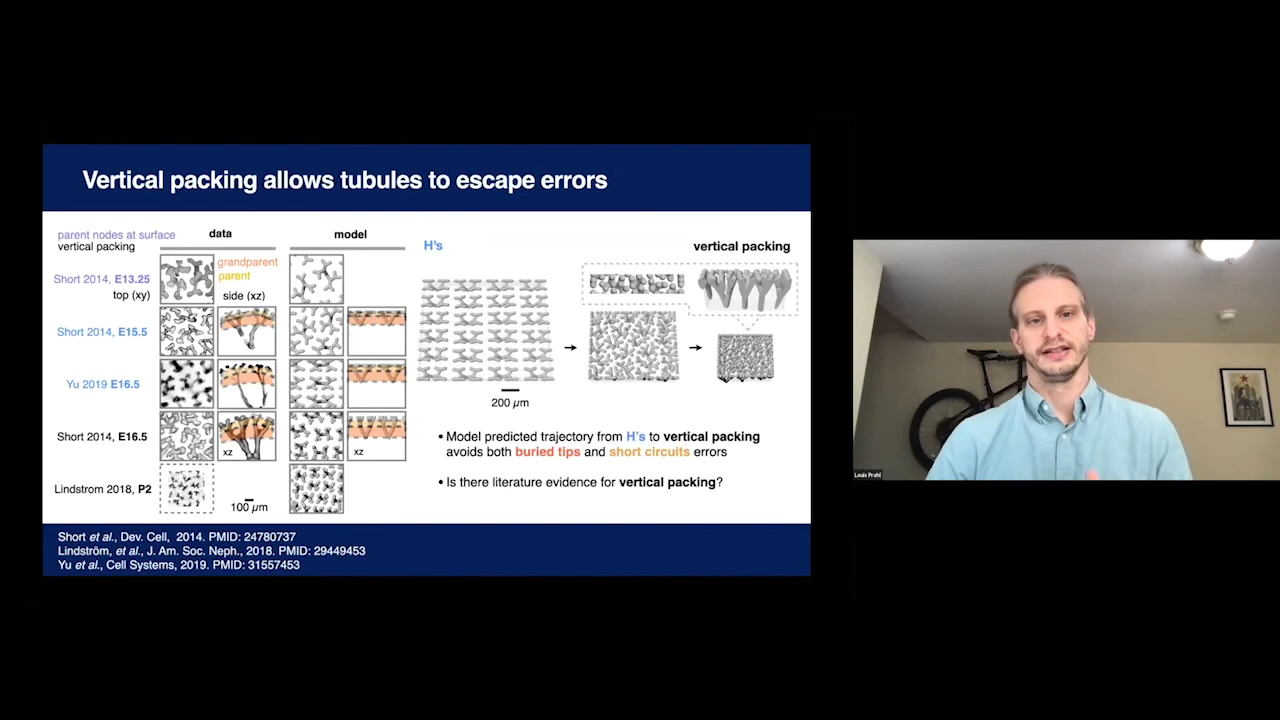 Vertical packing allows tubules to escape errors
parent nodes at surface
vertical packing
data
model
Short 2014, E13.25
grandparent
parent
top (xy)
side (xz)
Short 2014, E15.5
Yu 2019 E16.5
Short 2014, E16.5
xz
xz
Lindstrom 2018, P2
100 µm
H's
vertical packing
200 µm
• Model predicted trajectory from H's to vertical packing
avoids both buried tips and short circuits errors
• Is there literature evidence for vertical packing?
Short et al., Dev. Cell, 2014. PMID: 24780737
Lindström, et al., J. Am. Soc. Neph., 2018. PMID: 29449453
Yu et al., Cell Systems, 2019. PMID: 31557453
Louis Prahl